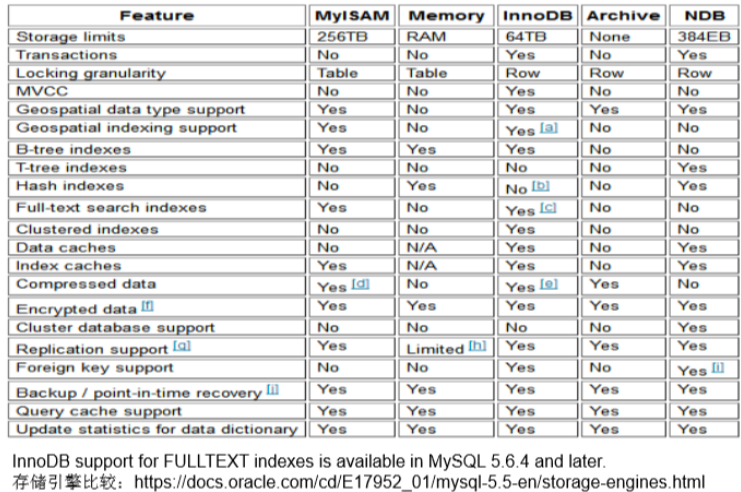 Feature MyISAM Memory InnoDB Archive NDB
Storage limits 256TB RAM 64TB None 384EB
Transactions No No Yes No Yes
Locking granularity Table Table Row Row Row
MVCC No No Yes No No
Geospatial data type support Yes No Yes Yes Yes
Geospatial indexing support Yes No Yes [a] No No
B-tree indexes Yes Yes Yes No No
T-tree indexes No No No No Yes
Hash indexes No Yes No [b] No Yes
Full-text search indexes Yes No Yes [c] No No
Clustered indexes No No Yes No No
Data caches No N/A Yes No Yes
Index caches Yes N/A Yes No Yes
Compressed data Yes [d] No Yes [e] Yes No
Encrypted data [f] Yes Yes Yes Yes Yes
Cluster database support No No No No Yes
Replication support [g] Yes Limited [h] Yes Yes Yes
Foreign key support No No Yes No Yes [i]
Backup / point-in-time recovery [j] Yes Yes Yes Yes Yes
Query cache support Yes Yes Yes Yes Yes
Update statistics for data dictionary Yes Yes Yes Yes Yes
InnoDB support for FULLTEXT indexes is available in MySQL 5.6.4 and later.
存储引擎比较：https://docs.oracle.com/cd/E17952_01/mysql-5.5-en/storage-engines.html